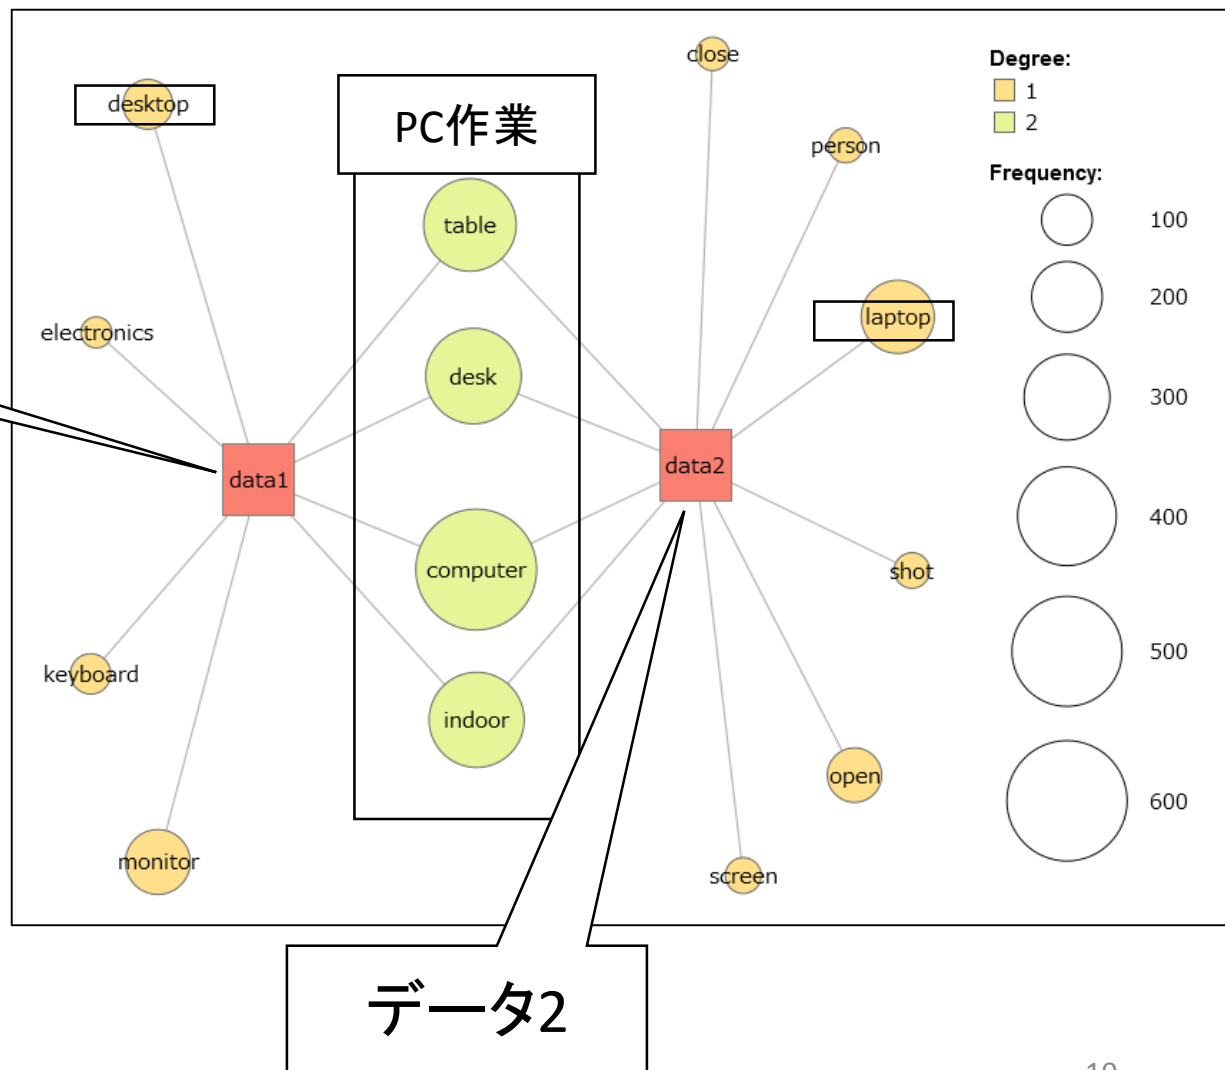 close
desktop
PC作業
person
table
electronics
desk
laptop
data1
data2
computer
shot
keyboard
indoor
open
monitor
screen
Degree:
1
2
Frequency:
100
200
300
400
500
600
データ2